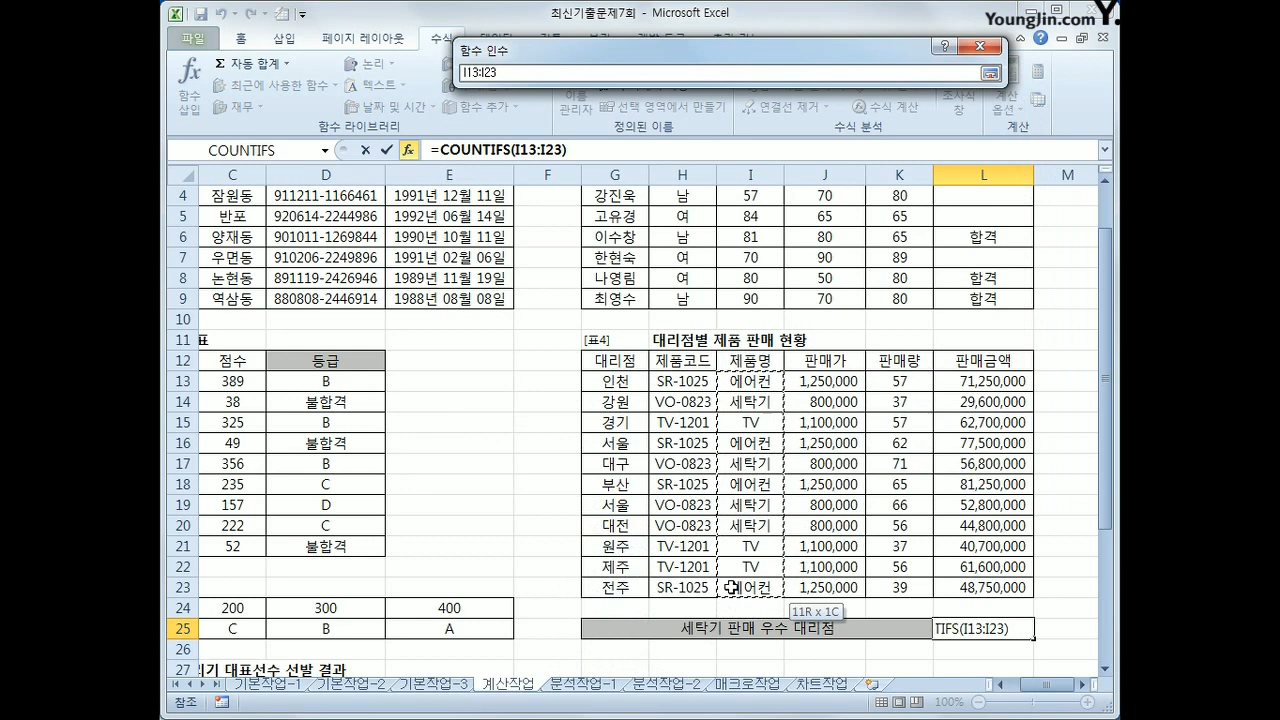 최신기출문제7회 - Microsoft Excel
YoungJin.com Y.
파일 홈 삽입 페이지 레이아웃 수식
함수 인수
I13:I23
fx 함수 삽입
Σ 자동 합계 논리
최근에 사용한 함수 텍스트
재무 날짜 및 시간 함수 추가
이름 관리자 선택 영역에서 만들기 연결선 제거 수식 계산 조사식 창 계산 옵션
함수 라이브러리 정의된 이름 수식 분석 계산
COUNTIFS fx =COUNTIFS(I13:I23)
C D E F G H I J K L M
4 잠원동 911211-1166461 1991년 12월 11일 강진욱 남 57 70 80
5 반포 920614-2244986 1992년 06월 14일 고유경 여 84 65 65
6 양재동 901011-1269844 1990년 10월 11일 이수창 남 81 80 65 합격
7 우면동 910206-2249896 1991년 02월 06일 한현숙 여 70 90 89
8 논현동 891119-2426946 1989년 11월 19일 나영림 여 80 50 80 합격
9 역삼동 880808-2446914 1988년 08월 08일 최영수 남 90 70 80 합격
10
11 표 [표4] 대리점별 제품 판매 현황
12 점수 등급 대리점 제품코드 제품명 판매가 판매량 판매금액
13 389 B 인천 SR-1025 에어컨 1,250,000 57 71,250,000
14 38 불합격 강원 VO-0823 세탁기 800,000 37 29,600,000
15 325 B 경기 TV-1201 TV 1,100,000 57 62,700,000
16 49 불합격 서울 SR-1025 에어컨 1,250,000 62 77,500,000
17 356 B 대구 VO-0823 세탁기 800,000 71 56,800,000
18 235 C 부산 SR-1025 에어컨 1,250,000 65 81,250,000
19 157 D 서울 VO-0823 세탁기 800,000 66 52,800,000
20 222 C 대전 VO-0823 세탁기 800,000 56 44,800,000
21 52 불합격 원주 TV-1201 TV 1,100,000 37 40,700,000
22 제주 TV-1201 TV 1,100,000 56 61,600,000
23 전주 SR-1025 에어컨 1,250,000 39 48,750,000
24 200 300 400
11R x 1C
25 C B A 세탁기 판매 우수 대리점 TIFS(I13:I23)
26
27 리기 대표선수 선발 결과
기본작업-1 기본작업-2 기본작업-3 계산작업 분석작업-1 분석작업-2 매크로작업 차트작업
참조 100%